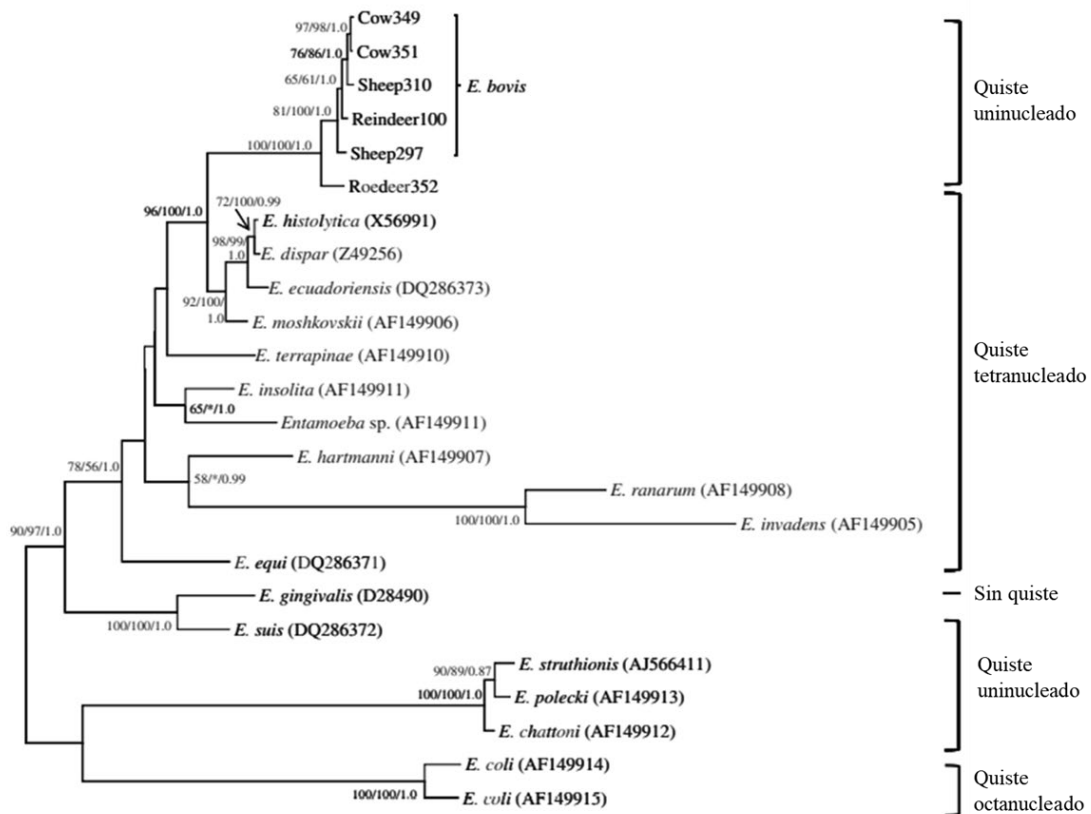 97/98/1.0
Cow349
76/86/1.0
Cow351
65/61/1.0
Sheep310
E. bovis
Quiste
uninucleado
81/100/1.0
Reindeer100
100/100/1.0
Sheep297
Roedeer352
72/100/0.99
96/100/1.0
E. histolytica (X56991)
98/99/
1.0
E. dispar (Z49256)
E. ecuadoriensis (DQ286373)
92/100/
1.0
E. moshkovskii (AF149906)
E. terrapinae (AF149910)
Quiste
tetranucleado
E. insolita (AF149911)
65/*/1.0
Entamoeba sp. (AF149911)
E. hartmanni (AF149907)
78/56/1.0
58/*/0.99
E. ranarum (AF149908)
100/100/1.0
E. invadens (AF149905)
90/97/1.0
E. equi (DQ286371)
E. gingivalis (D28490)
Sin quiste
100/100/1.0
E. suis (DQ286372)
90/89/0.87
E. struthionis (AJ566411)
Quiste
uninucleado
100/100/1.0
E. polecki (AF149913)
E. chattoni (AF149912)
E. coli (AF149914)
Quiste
octanucleado
100/100/1.0
E. coli (AF149915)